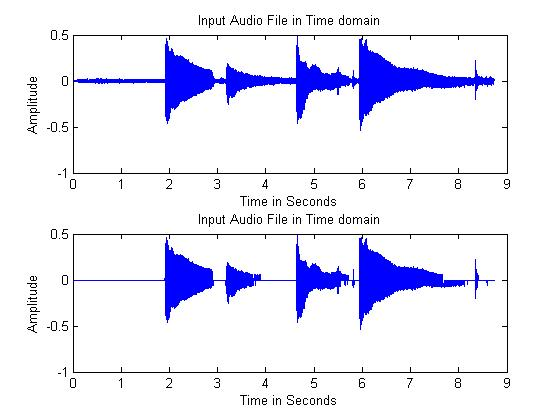 Input Audio File in Time domain
0.5
0
-0.5
-1
Amplitude
0 1 2 3 4 5 6 7 8 9
Time in Seconds
Input Audio File in Time domain
0.5
0
-0.5
-1
Amplitude
0 1 2 3 4 5 6 7 8 9
Time in Seconds